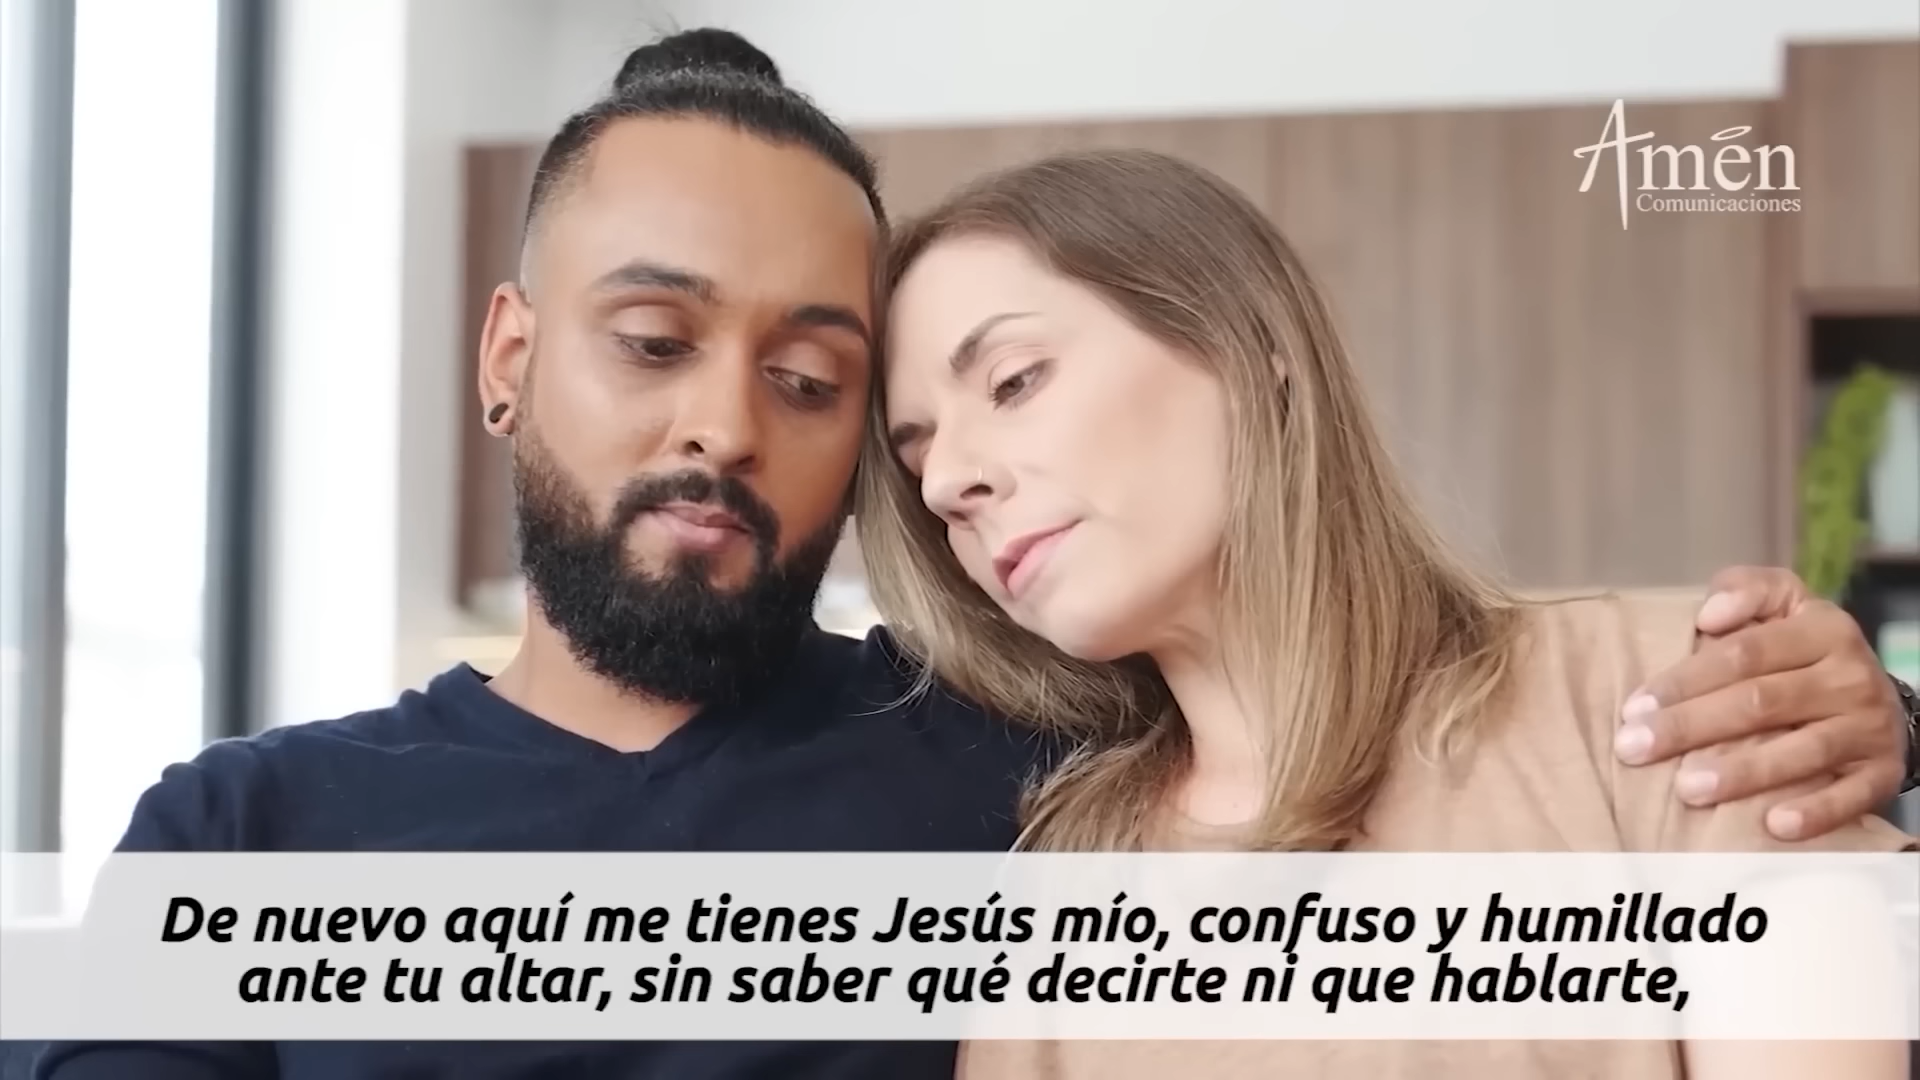 Amén
Comunicaciones
De nuevo aquí me tienes Jesús mío, confuso y humillado
ante tu altar, sin saber qué decirte ni que hablarte,